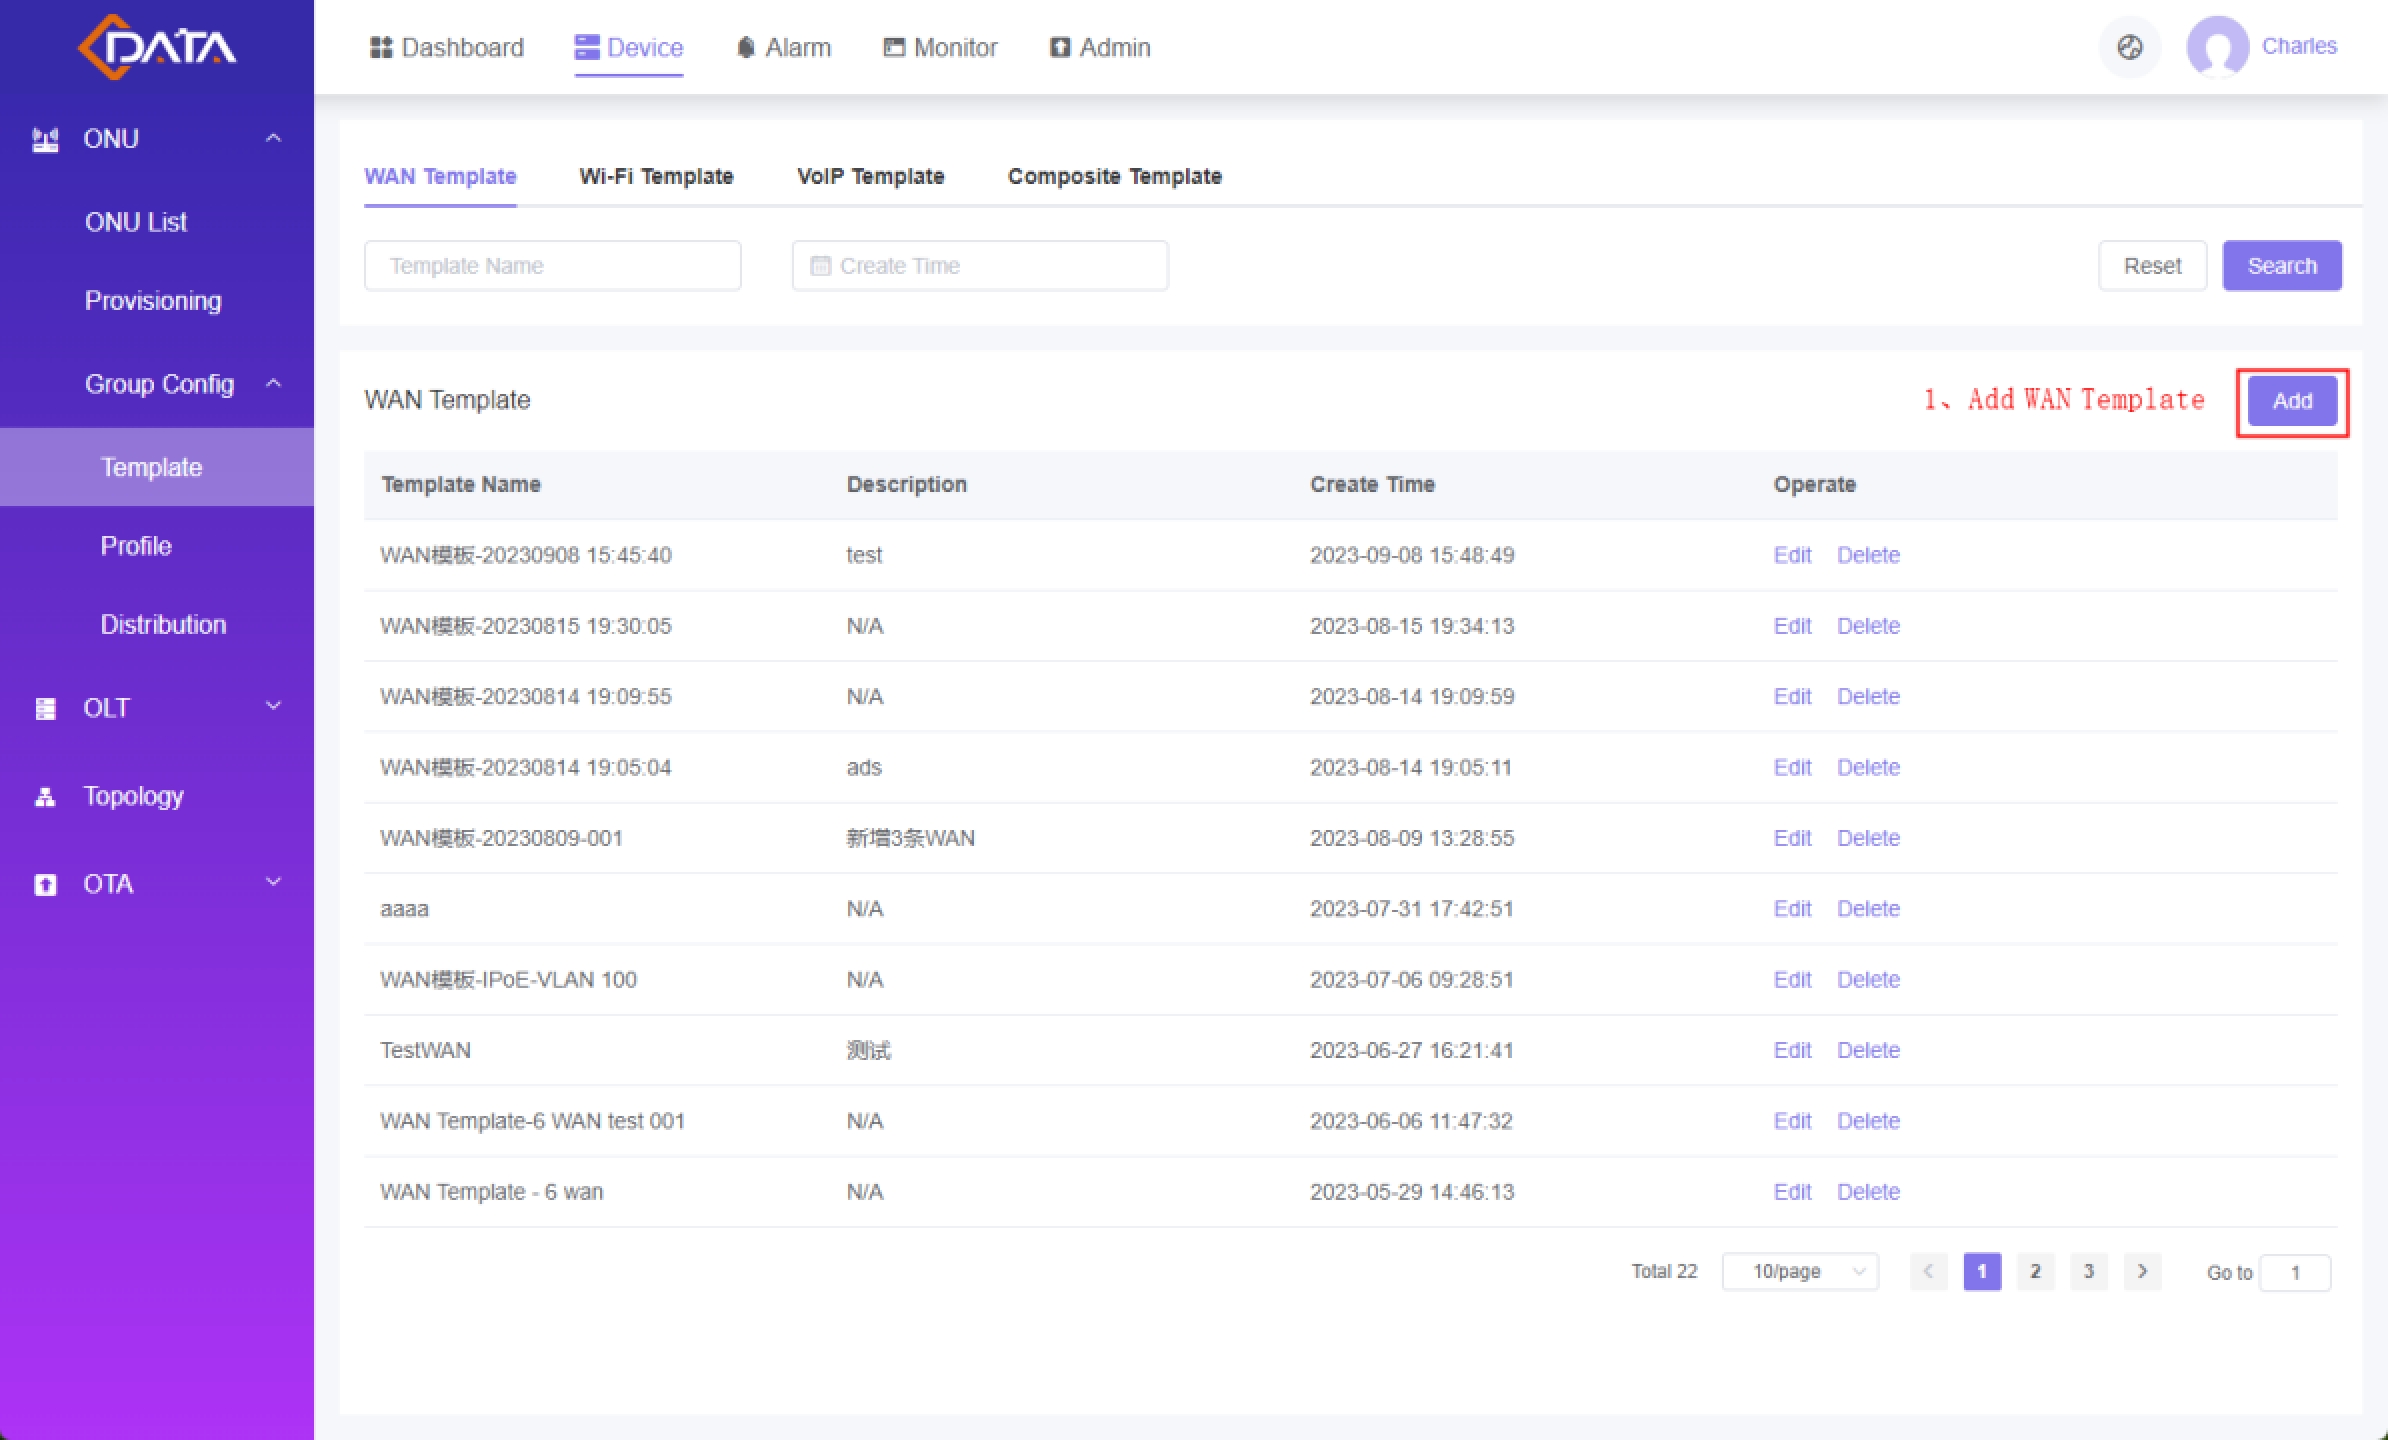 DATA
Dashboard Device Alarm Monitor Admin Charles
ONU
ONU List
Provisioning
Group Config
Template
Profile
Distribution
OLT
Topology
OTA
WAN Template Wi-Fi Template VoIP Template Composite Template
Template Name Create Time Reset Search
WAN Template 1、Add WAN Template Add
Template Name Description Create Time Operate
WAN模板-20230908 15:45:40 test 2023-09-08 15:48:49 Edit Delete
WAN模板-20230815 19:30:05 N/A 2023-08-15 19:34:13 Edit Delete
WAN模板-20230814 19:09:55 N/A 2023-08-14 19:09:59 Edit Delete
WAN模板-20230814 19:05:04 ads 2023-08-14 19:05:11 Edit Delete
WAN模板-20230809-001 新增3条WAN 2023-08-09 13:28:55 Edit Delete
aaaa N/A 2023-07-31 17:42:51 Edit Delete
WAN模板-IPoE-VLAN 100 N/A 2023-07-06 09:28:51 Edit Delete
TestWAN 测试 2023-06-27 16:21:41 Edit Delete
WAN Template-6 WAN test 001 N/A 2023-06-06 11:47:32 Edit Delete
WAN Template - 6 wan N/A 2023-05-29 14:46:13 Edit Delete
Total 22 10/page < 1 2 3 > Go to 1